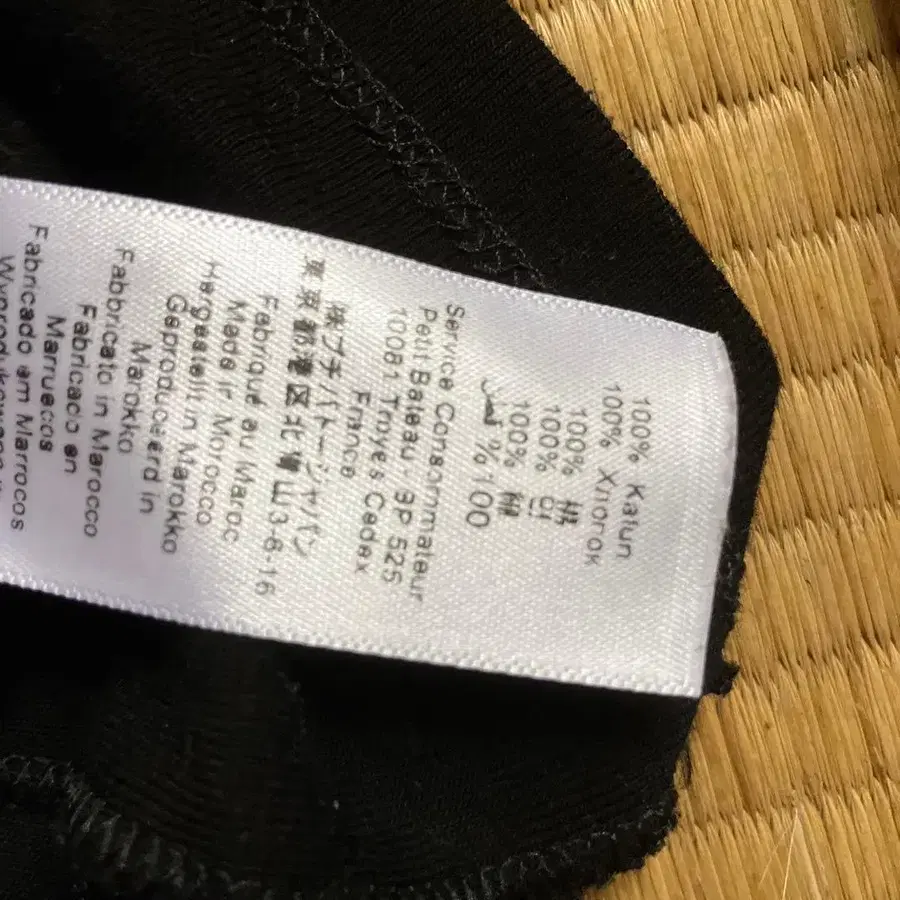 100% Katun
100%
100% 棉
100% 면
100% 綿
%100
Service Consommateur
Petit Bateau - BP 525
10081 Troyes Cedex
France
㈱プチバトージャパン
東京都港区北青山3-6-16
Fabriqué au Maroc
Made in Morocco
Hergestellt in Marokko
Geproduceerd in
Marokko
Fabbricato in Marocco
Fabricado en
Marruecos
Fabricado em Marrocos